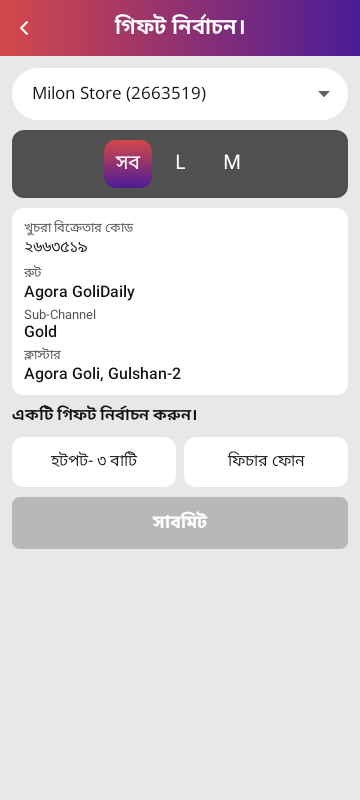 গিফট নির্বাচন।
Milon Store (2663519)
সব L M
খুচরা বিক্রেতার কোড
২৬৬৩৫১৯
রুট
Agora GoliDaily
Sub-Channel
Gold
ক্লাস্টার
Agora Goli, Gulshan-2
একটি গিফট নির্বাচন করুন।
হটপট- ৩ বাটি ফিচার ফোন
সাবমিট